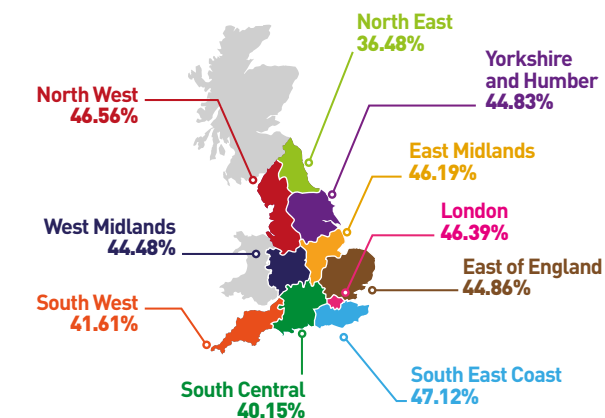 North East
36.48%
Yorkshire
and Humber
44.83%
North West
46.56%
East Midlands
46.19%
London
46.39%
West Midlands
44.48%
East of England
44.86%
South West
41.61%
South East Coast
47.12%
South Central
40.15%